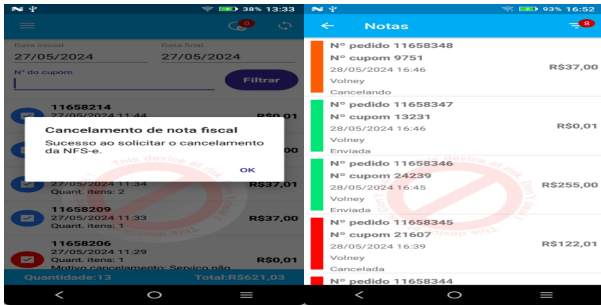 38% 13:33
0
Data inicial
Data final
27/05/2024
27/05/2024
Nº do cupom
Filtrar
11658214
27/05/2024 11:44
R$0,01
Cancelamento de nota fiscal
Sucesso ao solicitar o cancelamento
da NFS-e.
OK
27/05/2024 11:34
Quant. itens: 2
R$37,01
11658209
27/05/2024 11:33
Quant. itens: 1
R$37,00
11658206
27/05/2024 11:29
Quant. itens: 1
R$0,01
Motivo cancelamento: Serviço não
Quantidade:13
Total:R$621,03
93% 16:52
Notas
8
Nº pedido 11658348
Nº cupom 9751
28/05/2024 16:46
R$37,00
Volney
Cancelando
Nº pedido 11658347
Nº cupom 13231
28/05/2024 16:46
R$0,01
Volney
Enviada
Nº pedido 11658346
Nº cupom 24239
28/05/2024 16:45
R$255,00
Volney
Enviada
Nº pedido 11658345
Nº cupom 21607
28/05/2024 16:39
R$122,01
Volney
Cancelada
Nº pedido 11658344